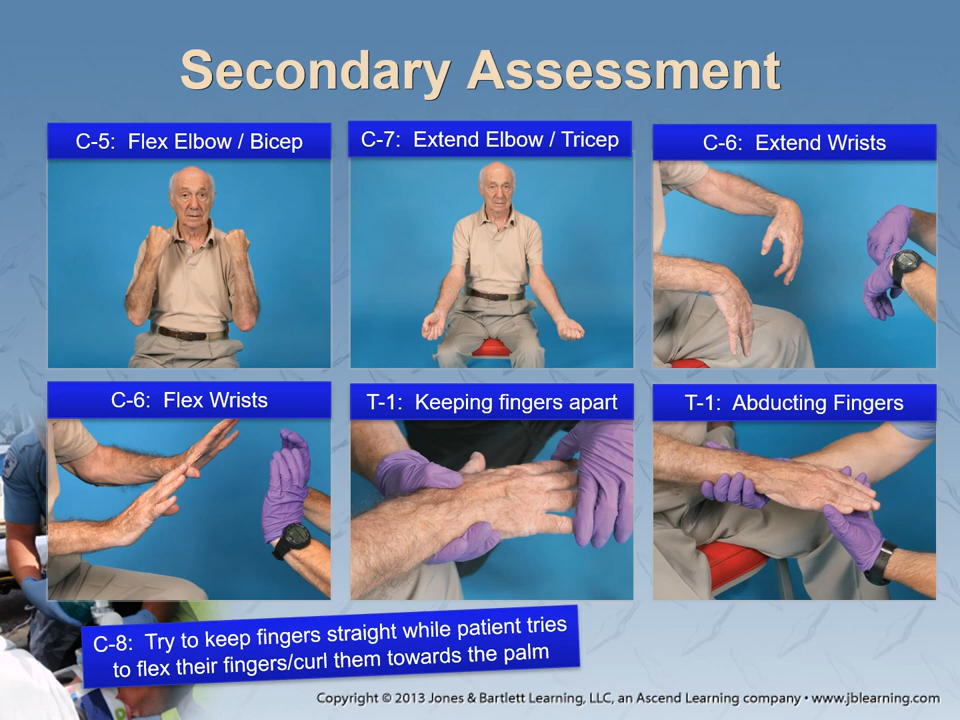 Secondary Assessment
C-5: Flex Elbow / Bicep
C-7: Extend Elbow / Tricep
C-6: Extend Wrists
C-6: Flex Wrists
T-1: Keeping fingers apart
T-1: Abducting Fingers
C-8: Try to keep fingers straight while patient tries
to flex their fingers/curl them towards the palm
Copyright © 2013 Jones & Bartlett Learning, LLC, an Ascend Learning company • www.jblearning.com